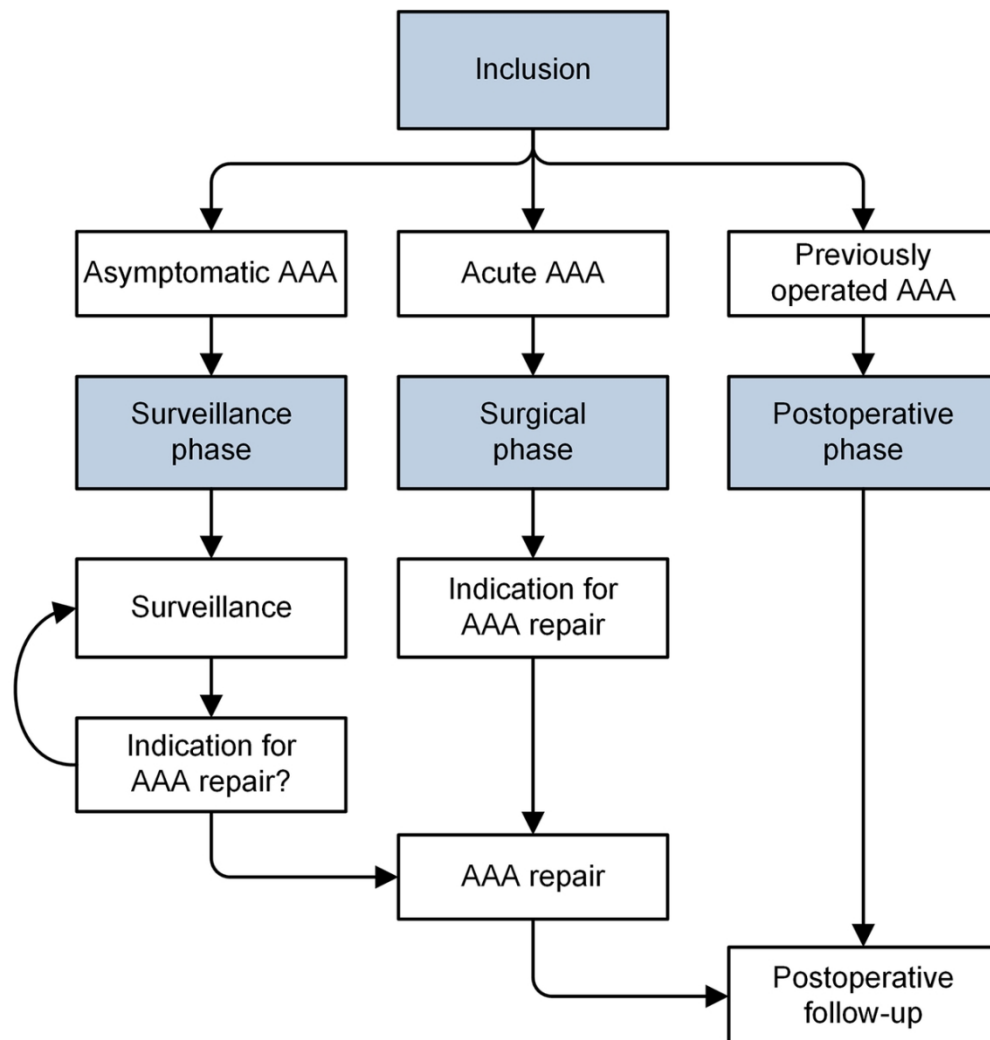 Inclusion
Asymptomatic AAA
Acute AAA
Previously
operated AAA
Surveillance
phase
Surgical
phase
Postoperative
phase
Surveillance
Indication for
AAA repair
Indication for
AAA repair?
AAA repair
Postoperative
follow-up